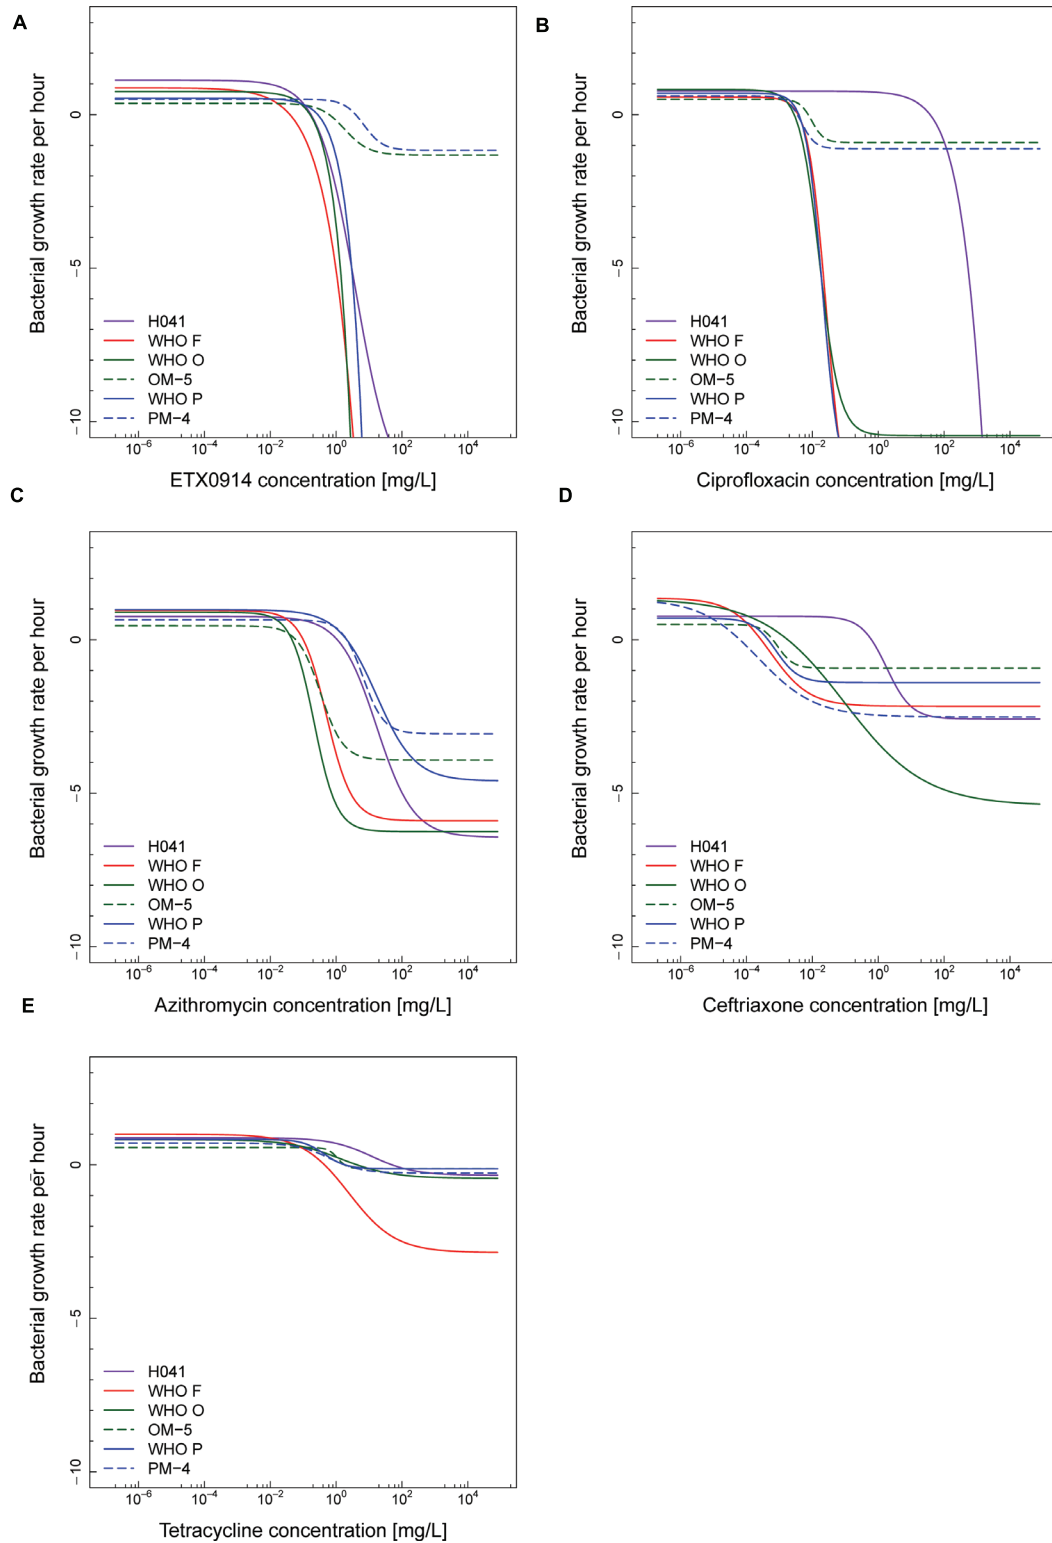 A
Bacterial growth rate per hour
0
−5
−10
H041
WHO F
WHO O
OM−5
WHO P
PM−4
10−6 10−4 10−2 100 102 104
ETX0914 concentration [mg/L]
B
Bacterial growth rate per hour
0
−5
−10
H041
WHO F
WHO O
OM−5
WHO P
PM−4
10−6 10−4 10−2 100 102 104
Ciprofloxacin concentration [mg/L]
C
Bacterial growth rate per hour
0
−5
−10
H041
WHO F
WHO O
OM−5
WHO P
PM−4
10−6 10−4 10−2 100 102 104
Azithromycin concentration [mg/L]
D
Bacterial growth rate per hour
0
−5
−10
H041
WHO F
WHO O
OM−5
WHO P
PM−4
10−6 10−4 10−2 100 102 104
Ceftriaxone concentration [mg/L]
E
Bacterial growth rate per hour
0
−5
−10
H041
WHO F
WHO O
OM−5
WHO P
PM−4
10−6 10−4 10−2 100 102 104
Tetracycline concentration [mg/L]